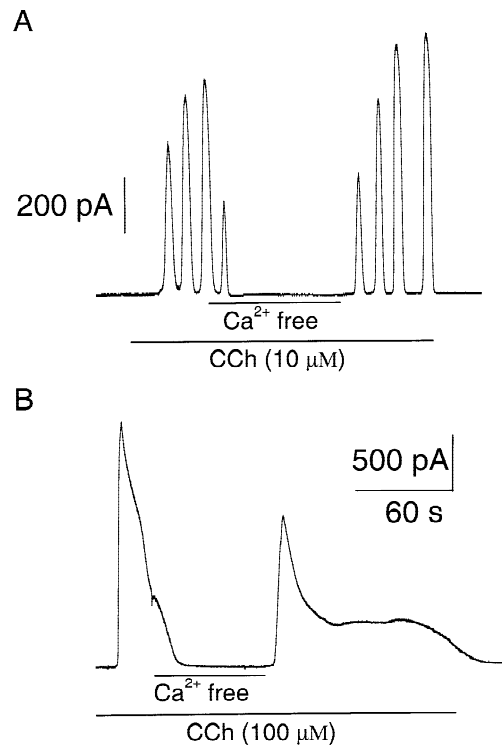 A
200 pA
Ca²⁺ free
CCh (10 μM)
B
500 pA
60 s
Ca²⁺ free
CCh (100 μM)